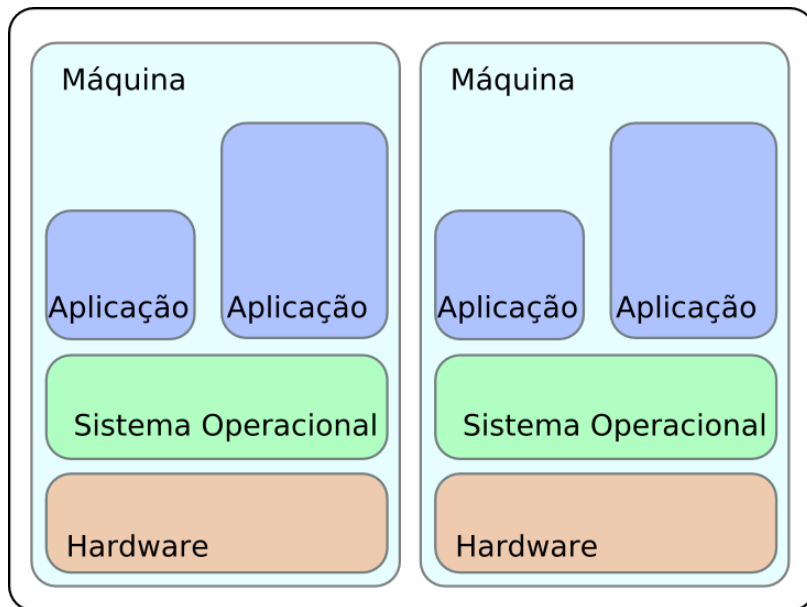 Máquina
Aplicação
Aplicação
Sistema Operacional
Hardware
Máquina
Aplicação
Aplicação
Sistema Operacional
Hardware